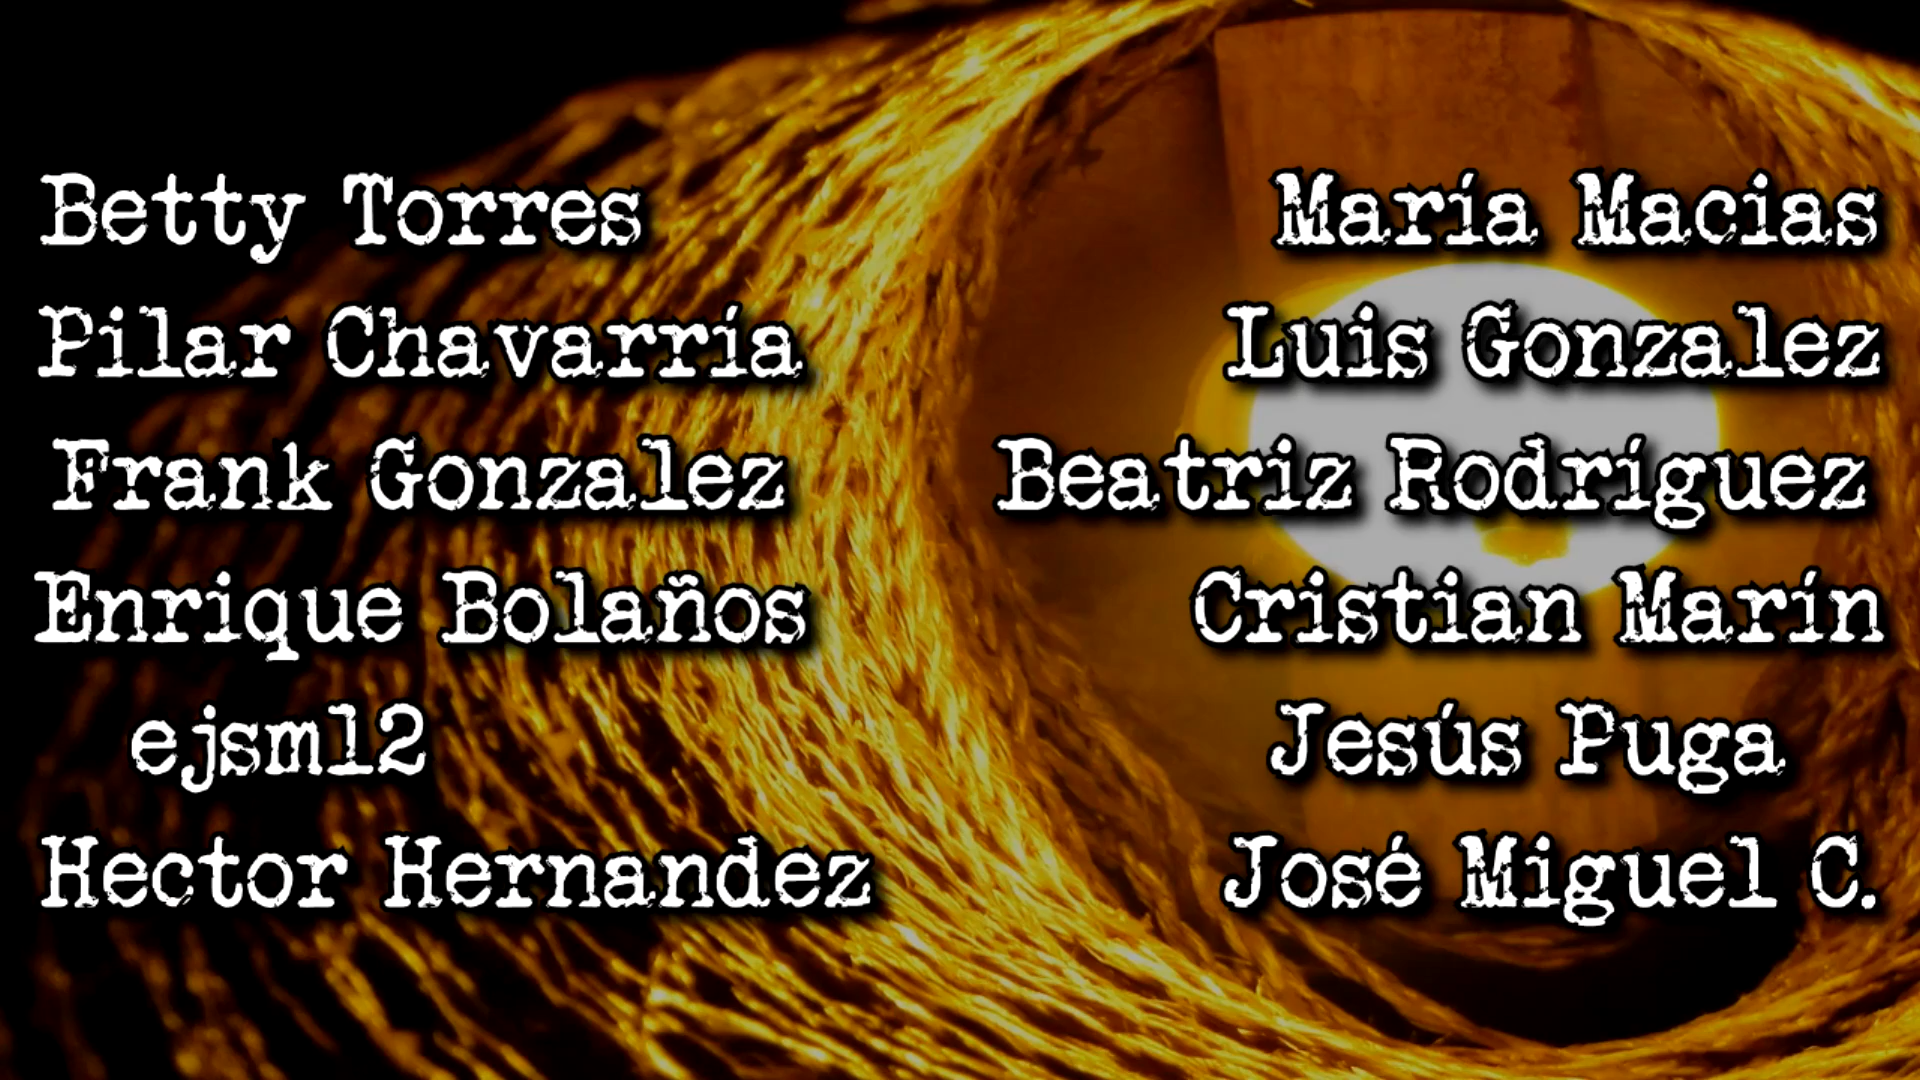 Betty Torres
Pilar Chavarría
Frank Gonzalez
Enrique Bolaños
ejsml2
Hector Hernandez
María Macias
Luis Gonzalez
Beatriz Rodríguez
Cristian Marín
Jesús Puga
José Miguel C.